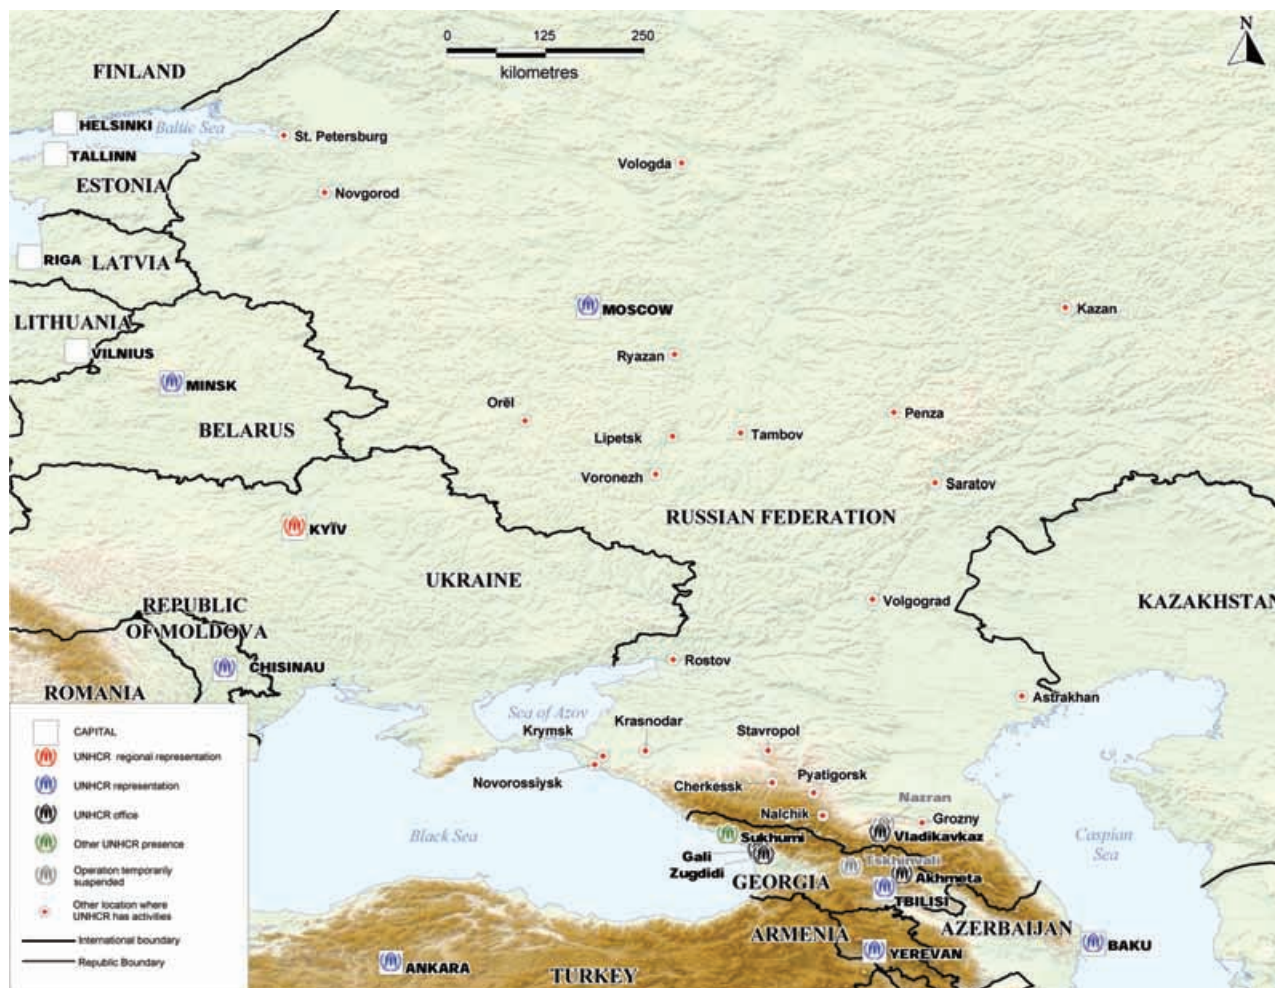 0 125 250
kilometres
N
FINLAND
HELSINKI
Baltic Sea
St. Petersburg
TALLINN
ESTONIA
Vologda
Novgorod
RIGA
LATVIA
MOSCOW
Kazan
LITHUANIA
VILNIUS
Ryazan
MINSK
Orël
Penza
BELARUS
Lipetsk
Tambov
Voronezh
Saratov
RUSSIAN FEDERATION
KYÏV
UKRAINE
Volgograd
KAZAKHSTAN
REPUBLIC
OF MOLDOVA
CHISINAU
Rostov
ROMANIA
Astrakhan
Sea of Azov
Krasnodar
Krymsk
Stavropol
Novorossiysk
Cherkessk
Pyatigorsk
Nazran
Nalchik
Grozny
Black Sea
Sukhumi
Vladikavkaz
Caspian
Sea
Gali
Zugdidi
Tskhinvali
GEORGIA
Akhmeta
TBILISI
ARMENIA
AZERBAIJAN
YEREVAN
BAKU
ANKARA
TURKEY
CAPITAL
UNHCR regional representation
UNHCR representation
UNHCR office
Other UNHCR presence
Operation temporarily
suspended
Other location where
UNHCR has activities
International boundary
Republic Boundary